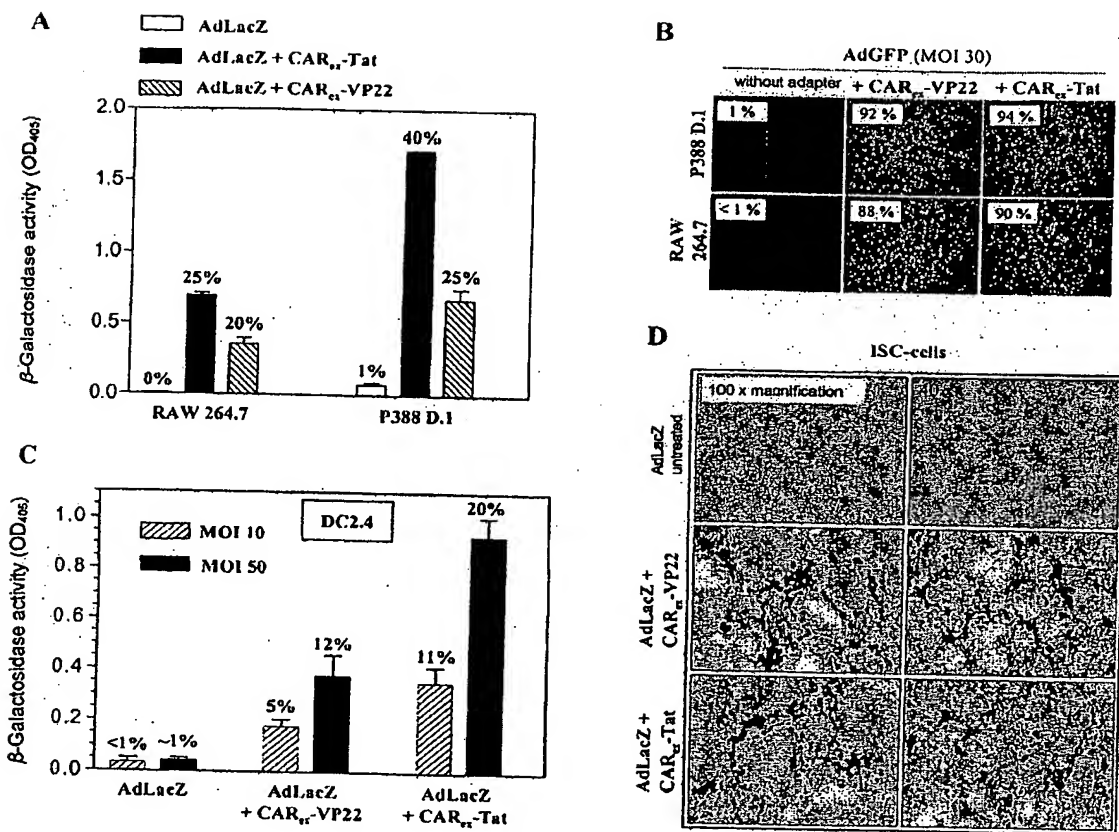 A
AdLacZ
AdLacZ + CARex-Tat
AdLacZ + CARex-VP22
β-Galactosidase activity (OD405)
2.0
1.5
1.0
0.5
0.0
0%
25%
20%
1%
40%
25%
RAW 264.7
P388 D.1
B
AdGFP (MOI 30)
without adapter
+ CARex-VP22
+ CARex-Tat
P388 D.1
1 %
92 %
94 %
RAW
264.7
< 1 %
88 %
90 %
C
β-Galactosidase activity (OD405)
1.0
0.8
0.6
0.4
0.2
0.0
DC2.4
MOI 10
MOI 50
<1%
~1%
5%
12%
11%
20%
AdLacZ
AdLacZ
+ CARex-VP22
AdLacZ
+ CARex-Tat
D
ISC-cells
100 x magnification
AdLacZ
untreated
AdLacZ +
CARex-VP22
AdLacZ +
CARex-Tat